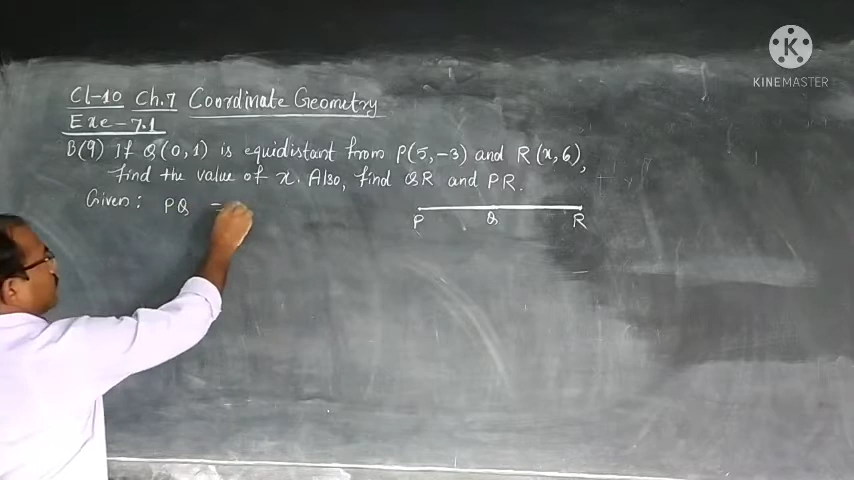 Cl-10 Ch.7 Coordinate Geometry
Exe-7.1
B(9) If Q(0,1) is equidistant from P(5,-3) and R(x,6),
find the value of x. Also, find QR and PR.
Given: PQ =
P Q R
K
KINEMASTER